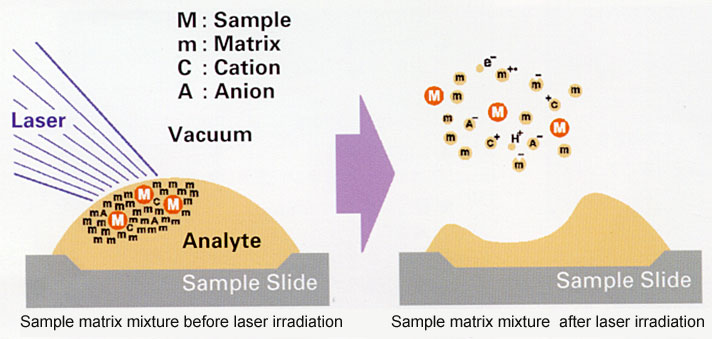 M : Sample
m : Matrix
C : Cation
A : Anion
Laser
Vacuum
Analyte
Sample Slide
Sample matrix mixture before laser irradiation
e⁻
m⁺•
m⁻
m
m
m
M
m
⁺C
M
m
A⁻
m
M
m
C⁺
H⁺
A⁻
m
m
m⁻
Sample Slide
Sample matrix mixture after laser irradiation